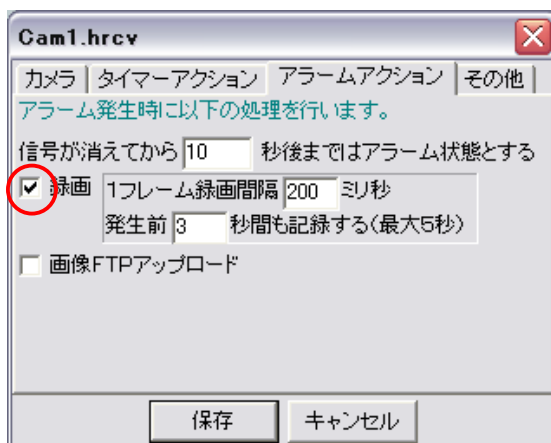 Cam1.hrcv
カメラ タイマーアクション アラームアクション その他
アラーム発生時に以下の処理を行います。
信号が消えてから 10 秒後まではアラーム状態とする
録画 1フレーム録画間隔 200 ミリ秒
発生前 3 秒間も記録する(最大5秒)
画像FTPアップロード
保存 キャンセル